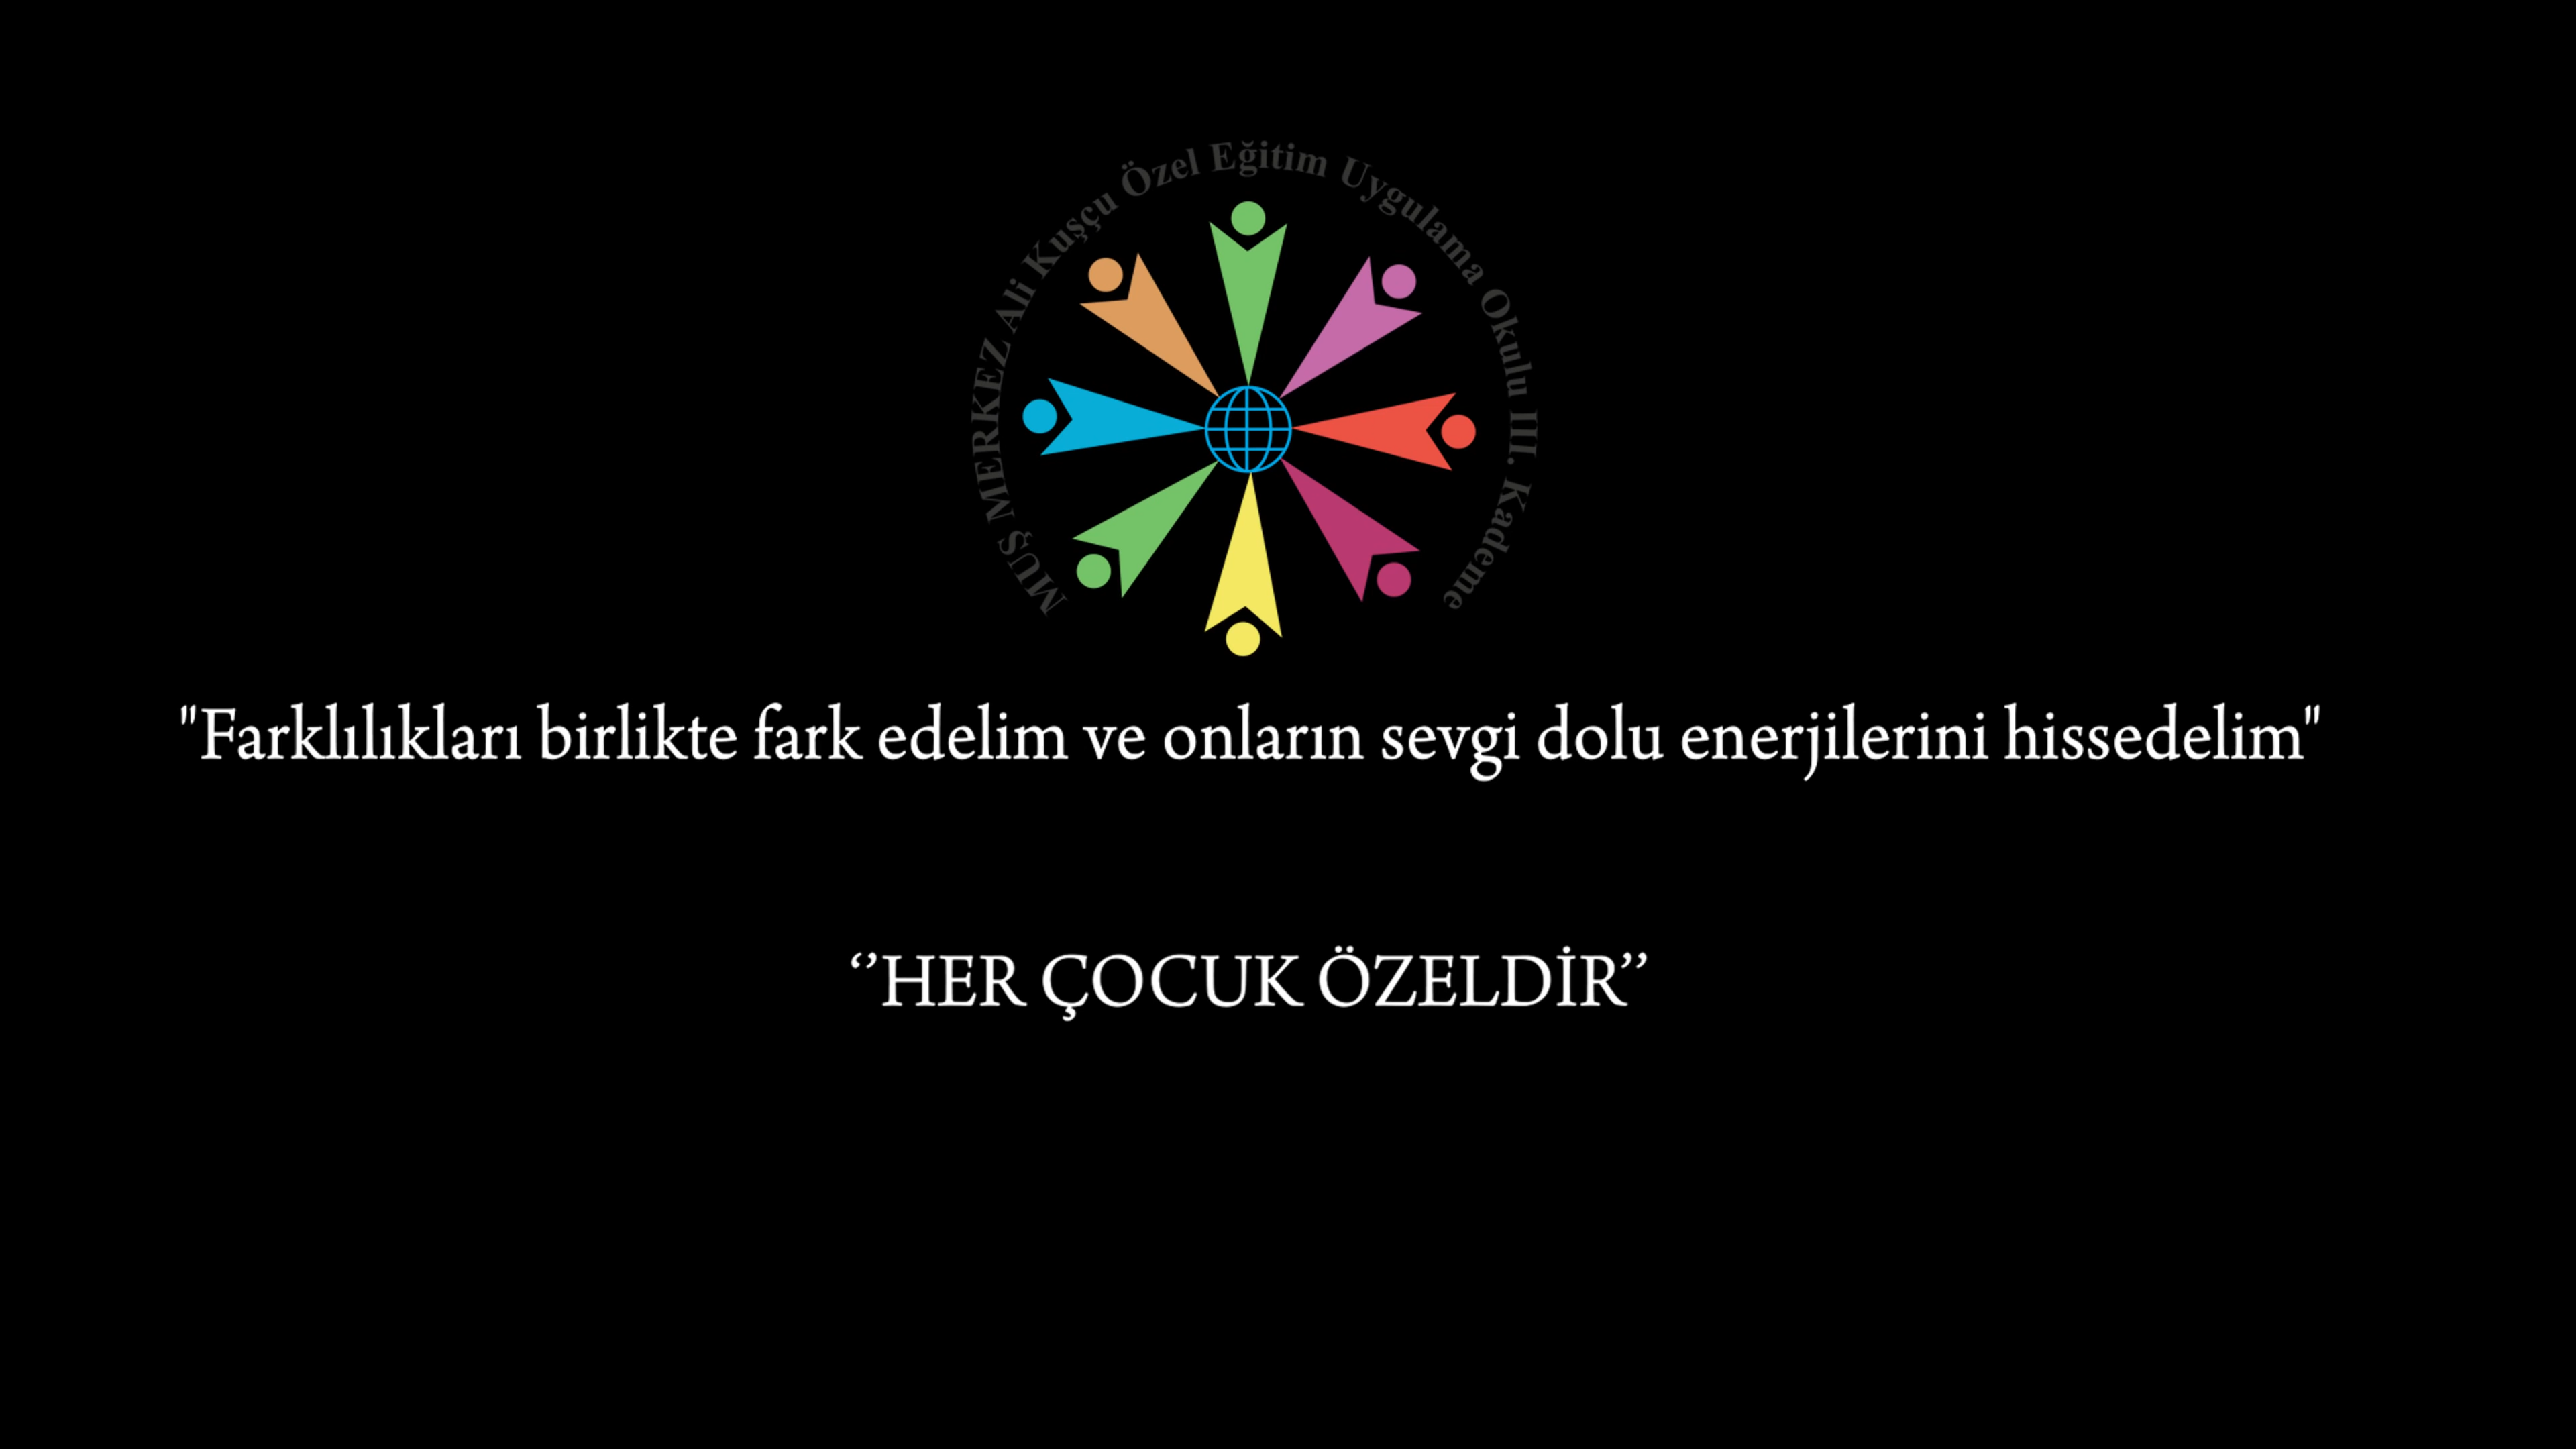 MUŞ MERKEZ Ali Kuşçu Özel Eğitim Uygulama Okulu III. Kademe
"Farklılıkları birlikte fark edelim ve onların sevgi dolu enerjilerini hissedelim"
‘’HER ÇOCUK ÖZELDİR’’